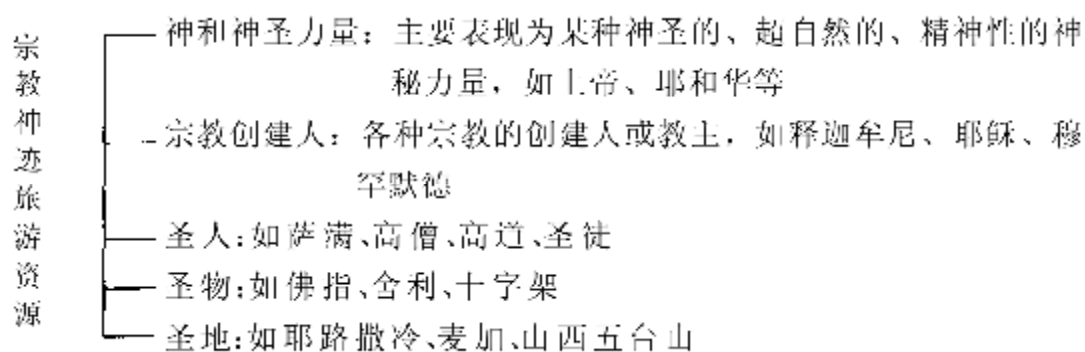 宗教神迹旅游资源
神和神圣力量：主要表现为某种神圣的、超自然的、精神性的神
秘力量，如上帝、耶和华等
宗教创建人：各种宗教的创建人或教主，如释迦牟尼、耶稣、穆
罕默德
圣人：如萨满、高僧、高道、圣徒
圣物：如佛指、舍利、十字架
圣地：如耶路撒冷、麦加、山西五台山